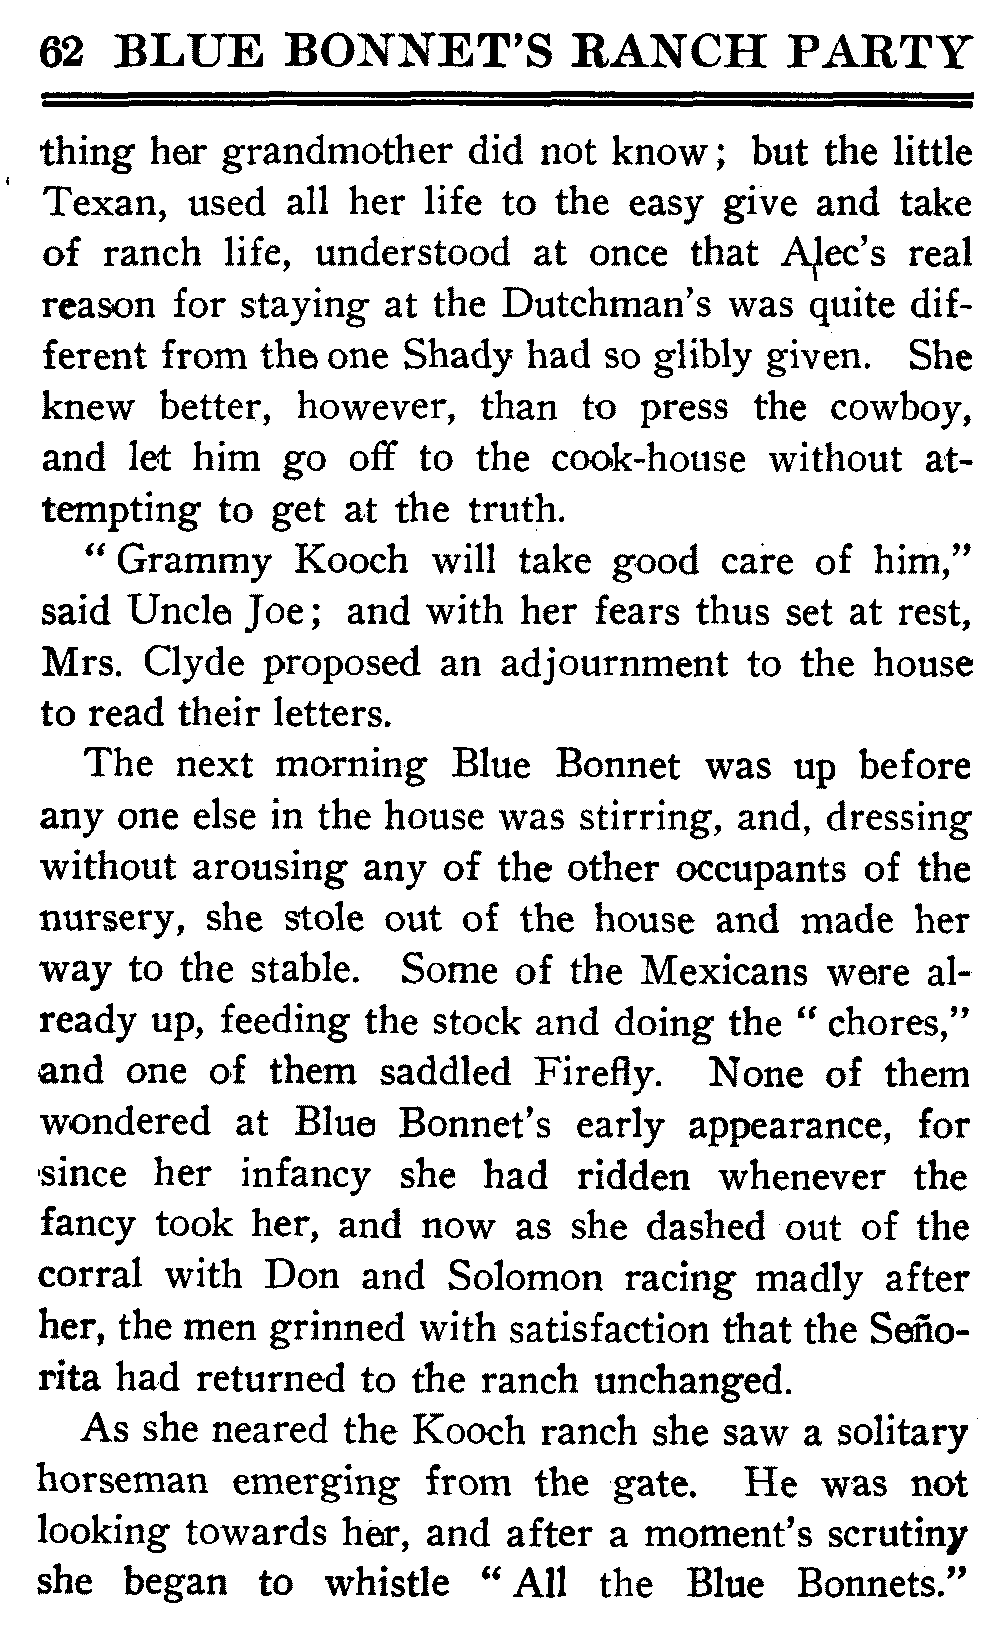 62 BLUE BONNET'S RANCH PARTY
thing her grandmother did not know; but the little
Texan, used all her life to the easy give and take
of ranch life, understood at once that Alec's real
reason for staying at the Dutchman's was quite dif-
ferent from the one Shady had so glibly given. She
knew better, however, than to press the cowboy,
and let him go off to the cook-house without at-
tempting to get at the truth.
" Grammy Kooch will take good care of him,"
said Uncle Joe; and with her fears thus set at rest,
Mrs. Clyde proposed an adjournment to the house
to read their letters.
The next morning Blue Bonnet was up before
any one else in the house was stirring, and, dressing
without arousing any of the other occupants of the
nursery, she stole out of the house and made her
way to the stable. Some of the Mexicans were al-
ready up, feeding the stock and doing the " chores,"
and one of them saddled Firefly. None of them
wondered at Blue Bonnet's early appearance, for
since her infancy she had ridden whenever the
fancy took her, and now as she dashed out of the
corral with Don and Solomon racing madly after
her, the men grinned with satisfaction that the Seño-
rita had returned to the ranch unchanged.
As she neared the Kooch ranch she saw a solitary
horseman emerging from the gate. He was not
looking towards her, and after a moment's scrutiny
she began to whistle " All the Blue Bonnets."